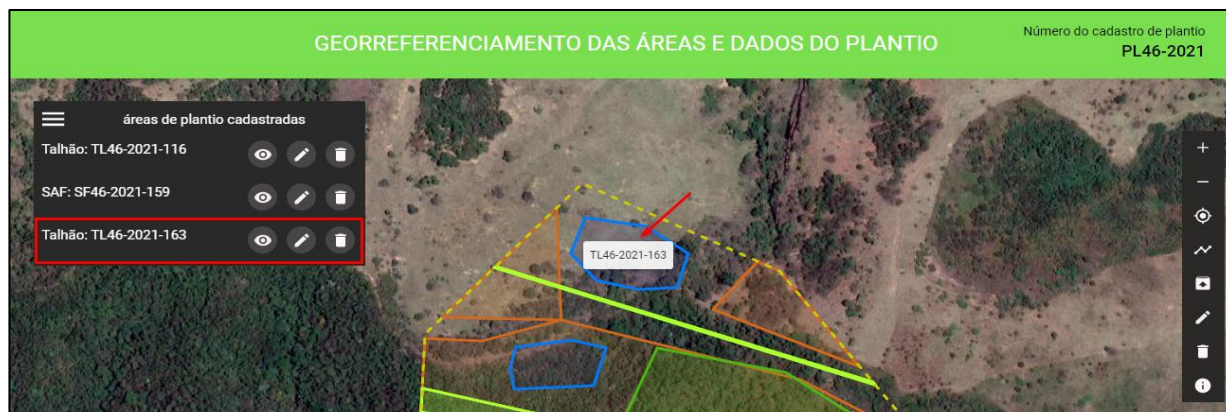 GEORREFERENCIAMENTO DAS ÁREAS E DADOS DO PLANTIO
Número do cadastro de plantio
PL46-2021
áreas de plantio cadastradas
Talhão: TL46-2021-116
SAF: SF46-2021-159
Talhão: TL46-2021-163
TL46-2021-163